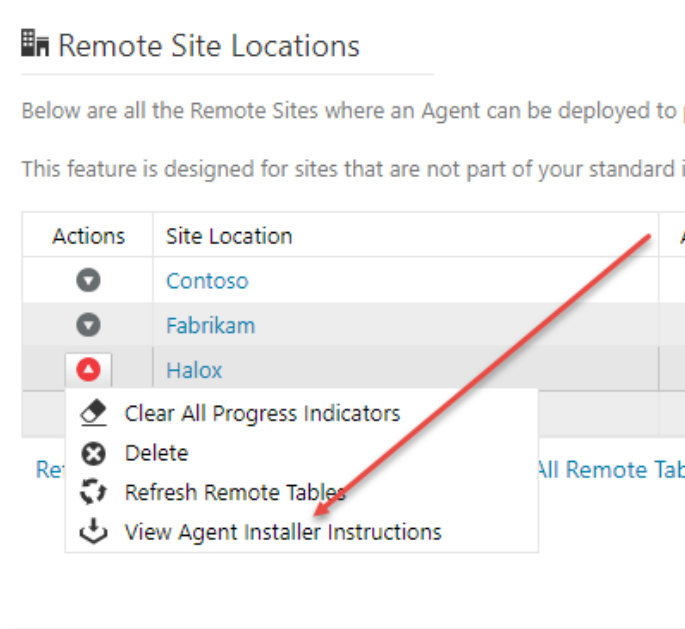 Remote Site Locations
Below are all the Remote Sites where an Agent can be deployed to
This feature is designed for sites that are not part of your standard
Actions Site Location
Contoso
Fabrikam
Halox
Clear All Progress Indicators
Delete
All Remote
Refresh Remote Tables
View Agent Installer Instructions